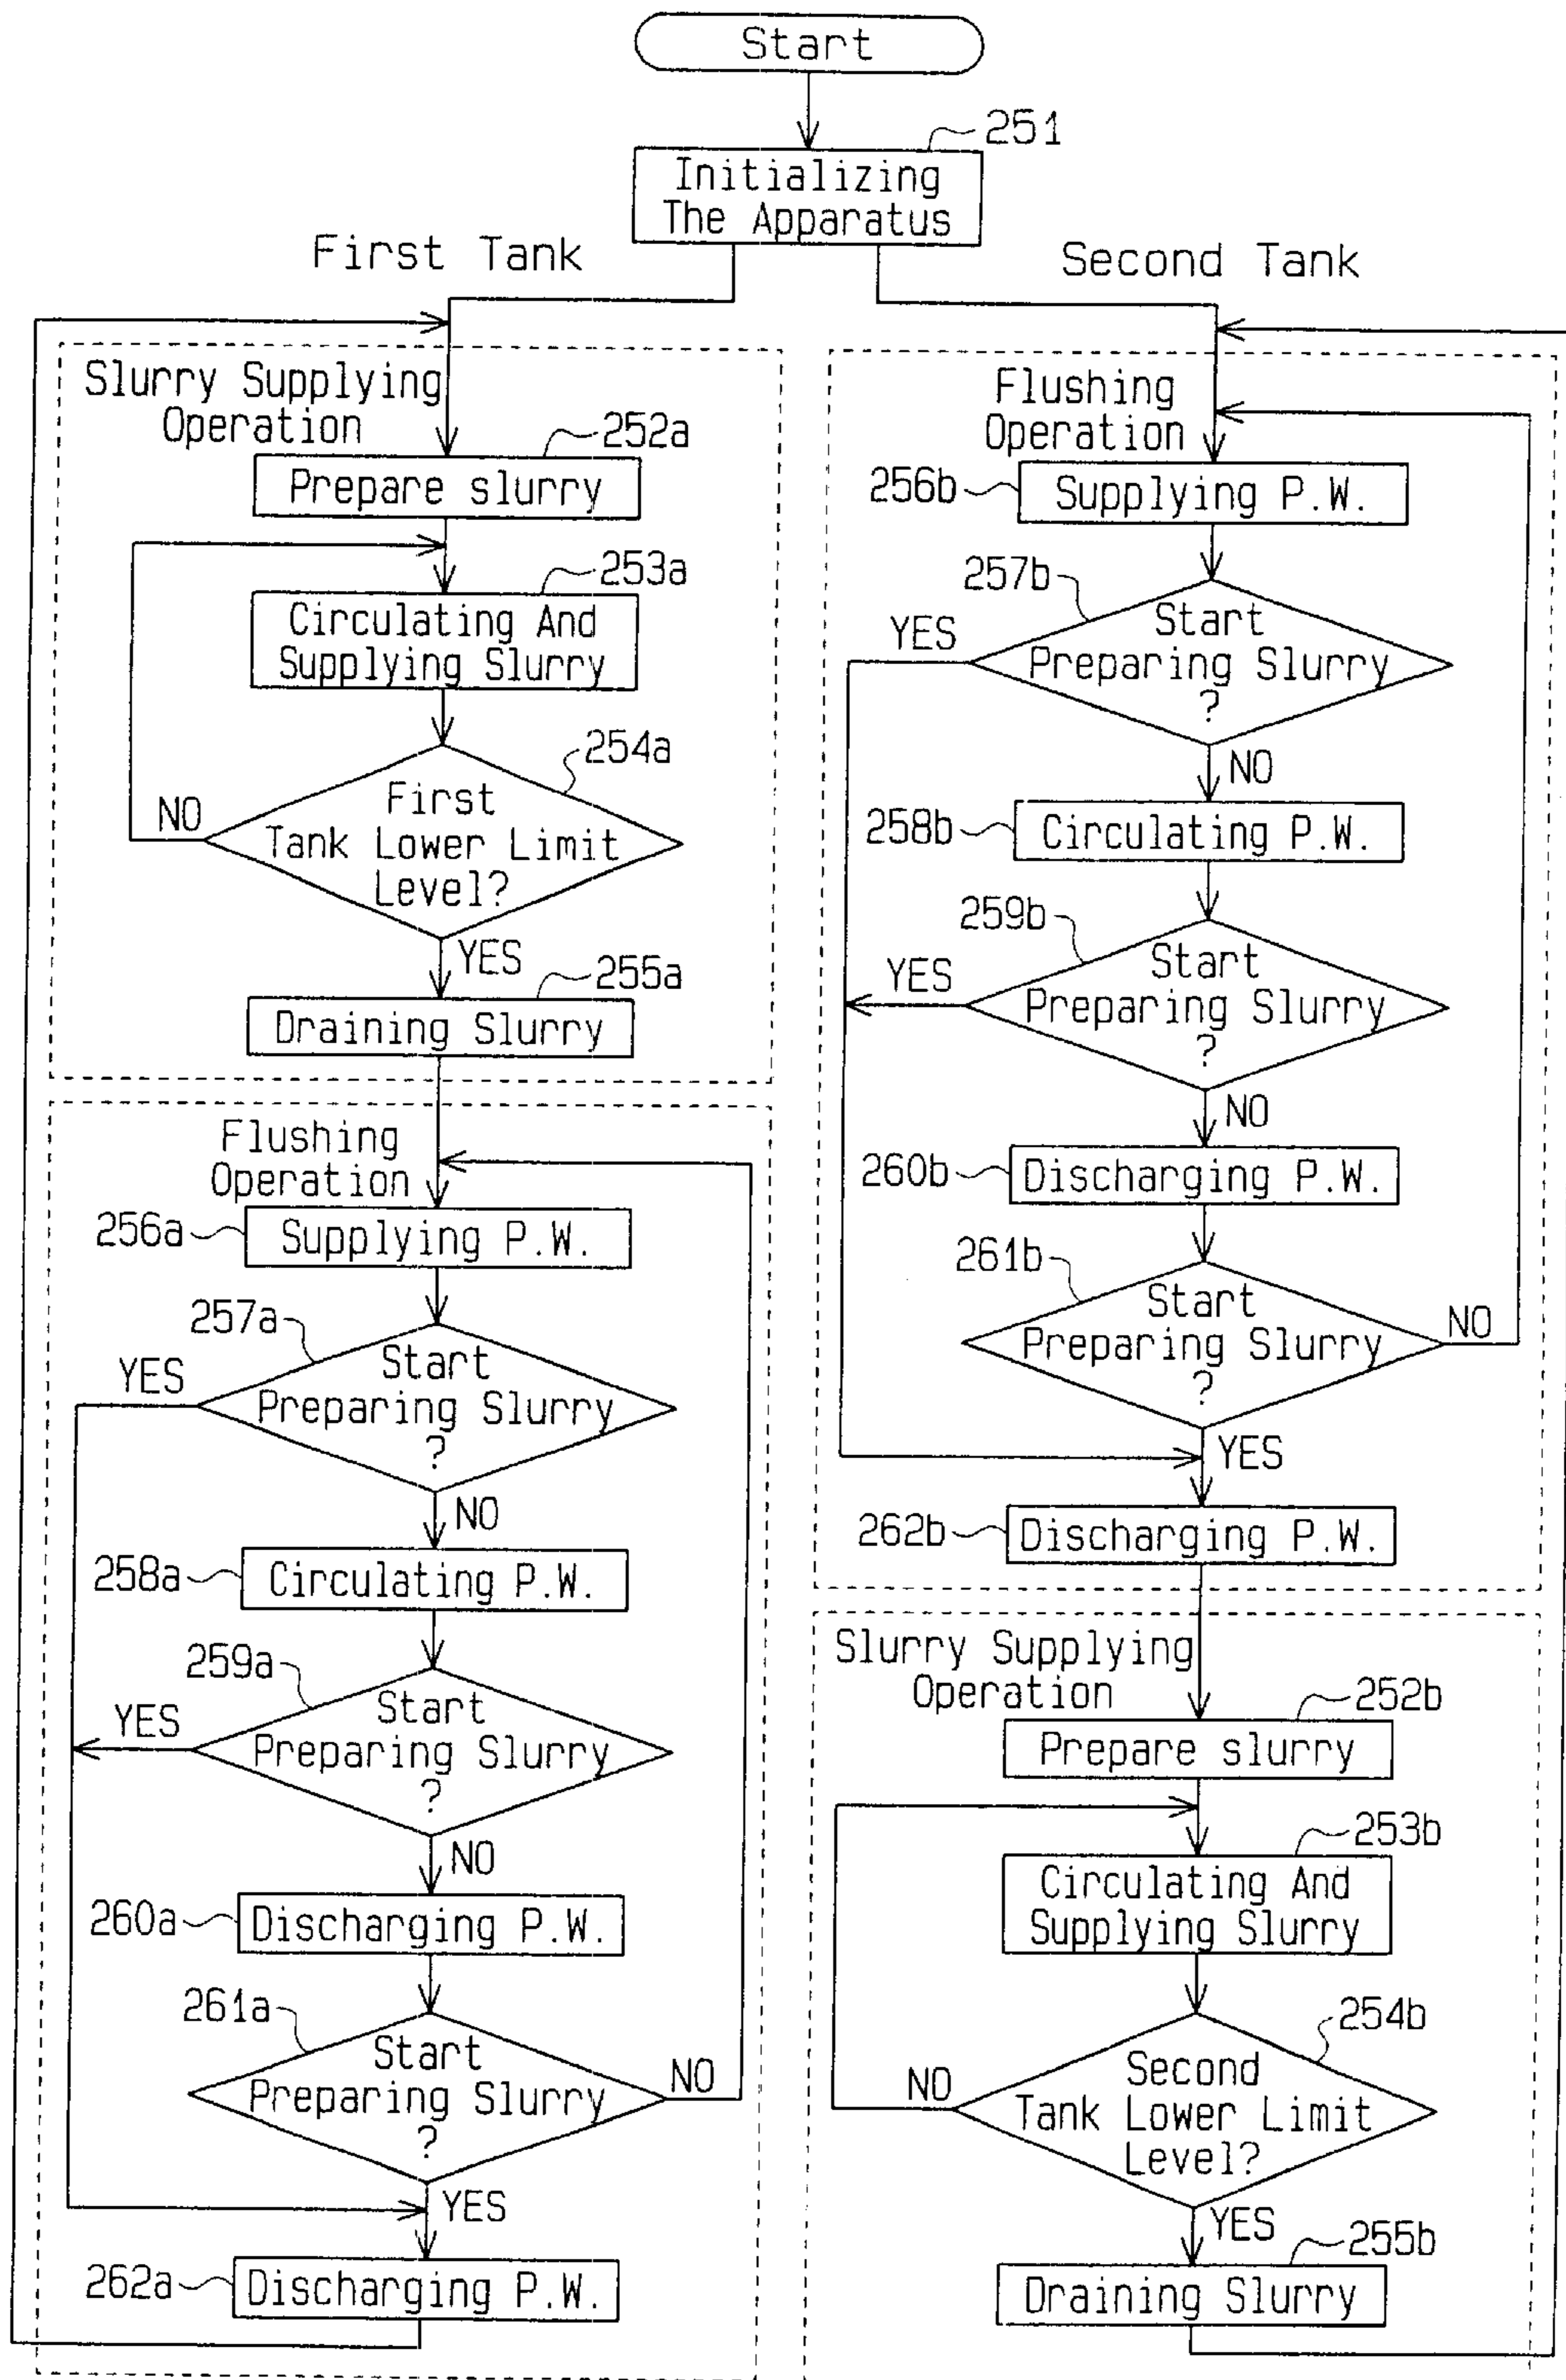 Start
251
Initializing
The Apparatus
First Tank
Slurry Supplying
Operation
252a
Prepare slurry
253a
Circulating And
Supplying Slurry
254a
First
Tank Lower Limit
Level?
NO
YES
255a
Draining Slurry
Flushing
Operation
256a
Supplying P.W.
257a
Start
Preparing Slurry
?
YES
NO
258a
Circulating P.W.
259a
Start
Preparing Slurry
?
YES
NO
260a
Discharging P.W.
261a
Start
Preparing Slurry
?
NO
YES
262a
Discharging P.W.
Second Tank
Flushing
Operation
256b
Supplying P.W.
257b
Start
Preparing Slurry
?
YES
NO
258b
Circulating P.W.
259b
Start
Preparing Slurry
?
YES
NO
260b
Discharging P.W.
261b
Start
Preparing Slurry
?
NO
YES
262b
Discharging P.W.
Slurry Supplying
Operation
252b
Prepare slurry
253b
Circulating And
Supplying Slurry
254b
Second
Tank Lower Limit
Level?
NO
YES
255b
Draining Slurry